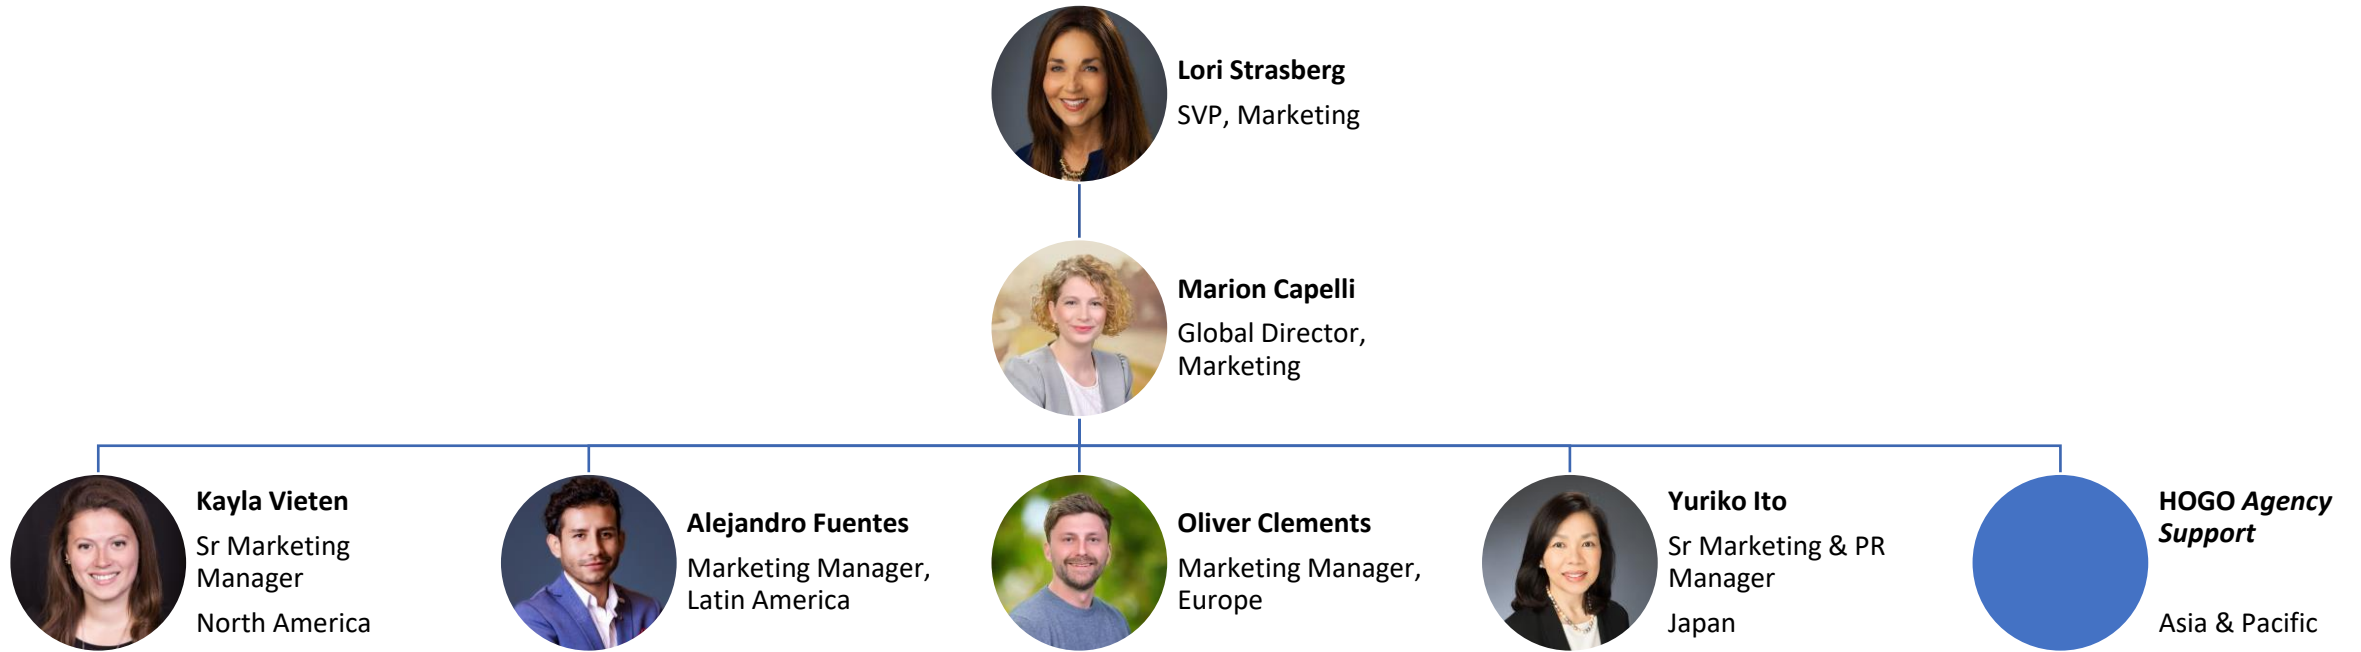 Lori Strasberg
SVP, Marketing
Marion Capelli
Global Director,
Marketing
Kayla Vieten
Sr Marketing
Manager
North America
Alejandro Fuentes
Marketing Manager,
Latin America
Oliver Clements
Marketing Manager,
Europe
Yuriko Ito
Sr Marketing & PR
Manager
Japan
HOGO Agency
Support
Asia & Pacific